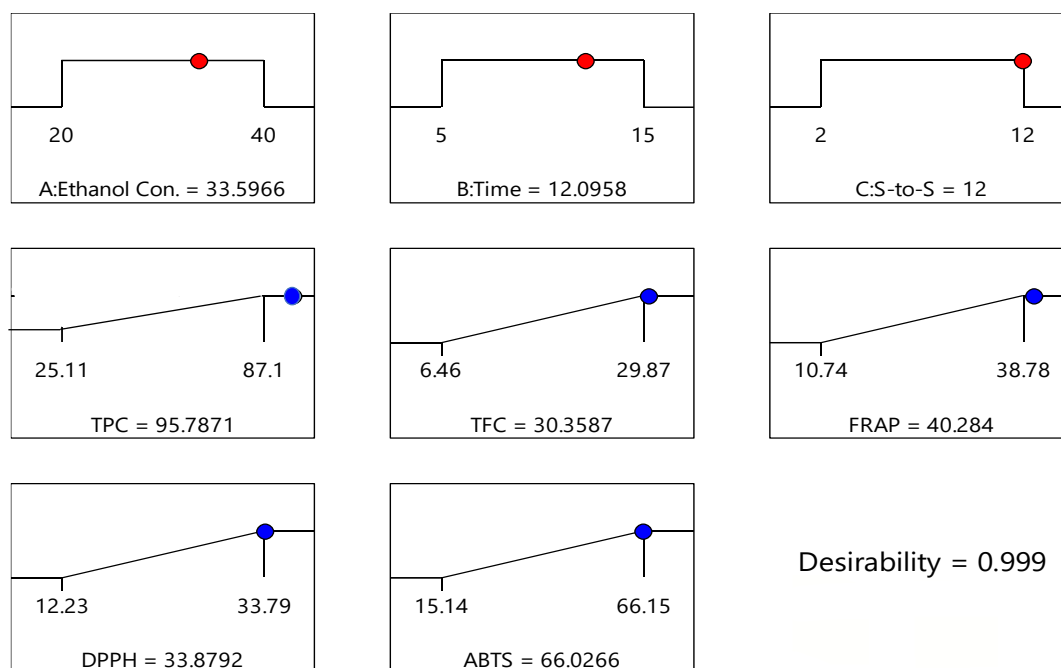 20 40
A:Ethanol Con. = 33.5966
5 15
B:Time = 12.0958
2 12
C:S-to-S = 12
25.11 87.1
TPC = 95.7871
6.46 29.87
TFC = 30.3587
10.74 38.78
FRAP = 40.284
12.23 33.79
DPPH = 33.8792
15.14 66.15
ABTS = 66.0266
Desirability = 0.999